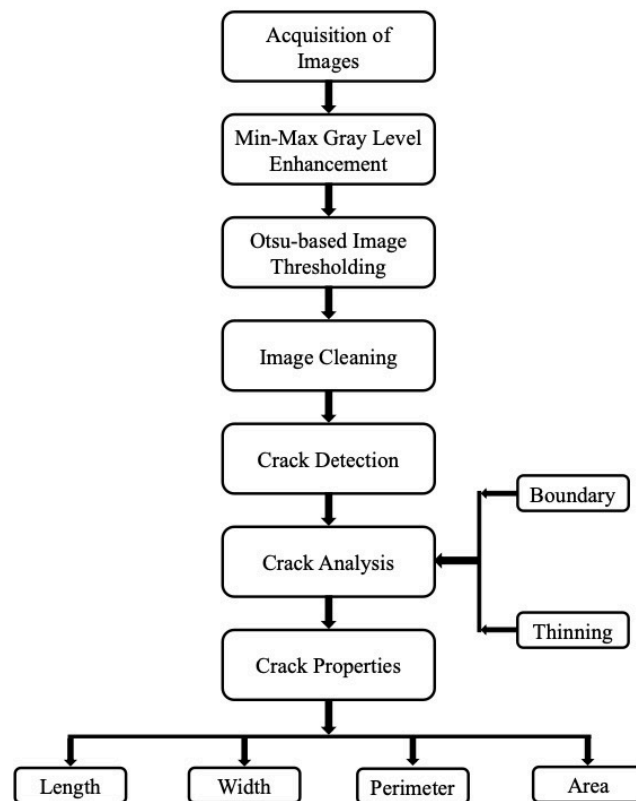 Acquisition of
Images
Min-Max Gray Level
Enhancement
Otsu-based Image
Thresholding
Image Cleaning
Crack Detection
Boundary
Crack Analysis
Thinning
Crack Properties
Length
Width
Perimeter
Area